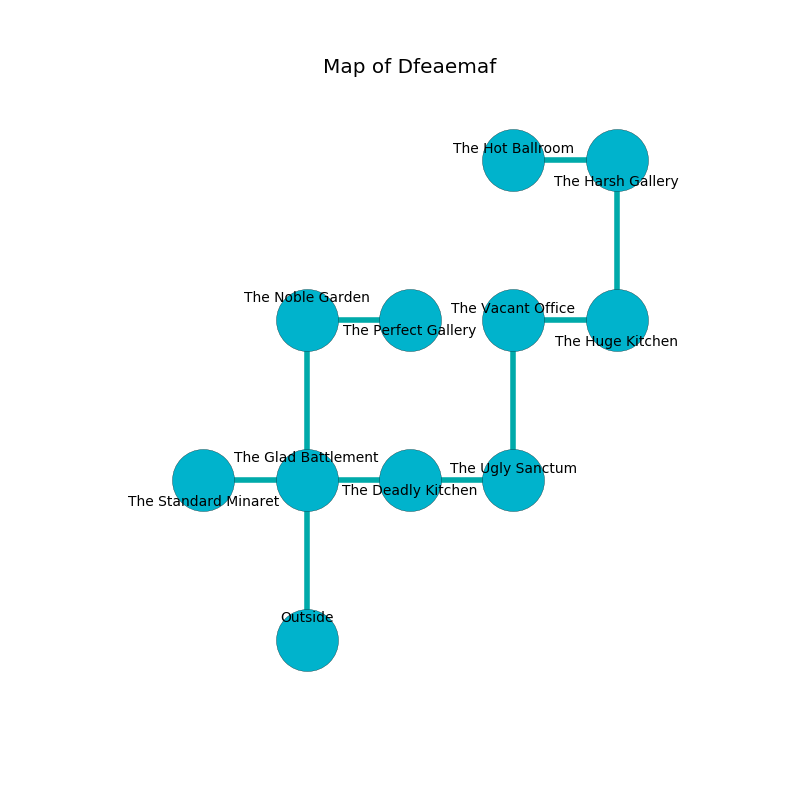 Map of Dfeaemaf
The Hot Ballroom
The Harsh Gallery
The Noble Garden
The Vacant Office
The Perfect Gallery
The Huge Kitchen
The Glad Battlement
The Ugly Sanctum
The Deadly Kitchen
The Standard Minaret
Outside